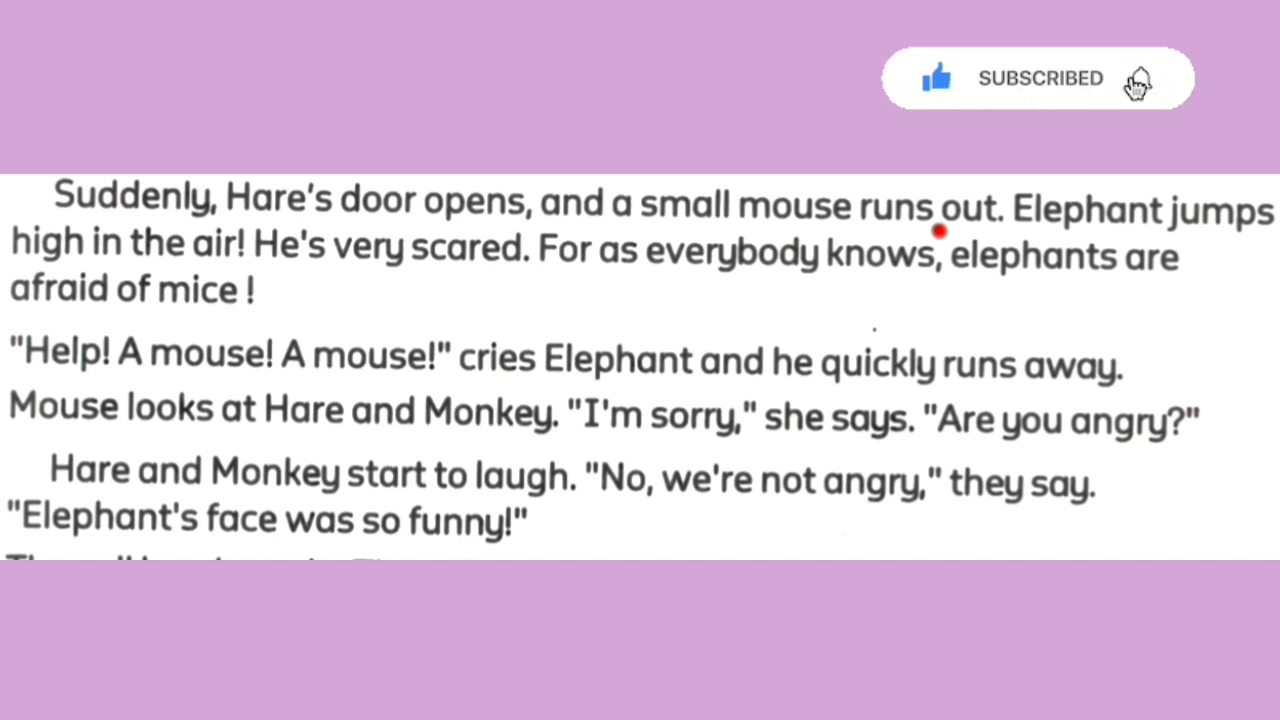 SUBSCRIBED
Suddenly, Hare's door opens, and a small mouse runs out. Elephant jumps
high in the air! He's very scared. For as everybody knows, elephants are
afraid of mice !
"Help! A mouse! A mouse!" cries Elephant and he quickly runs away.
Mouse looks at Hare and Monkey. "I'm sorry," she says. "Are you angry?"
Hare and Monkey start to laugh. "No, we're not angry," they say.
"Elephant's face was so funny!"